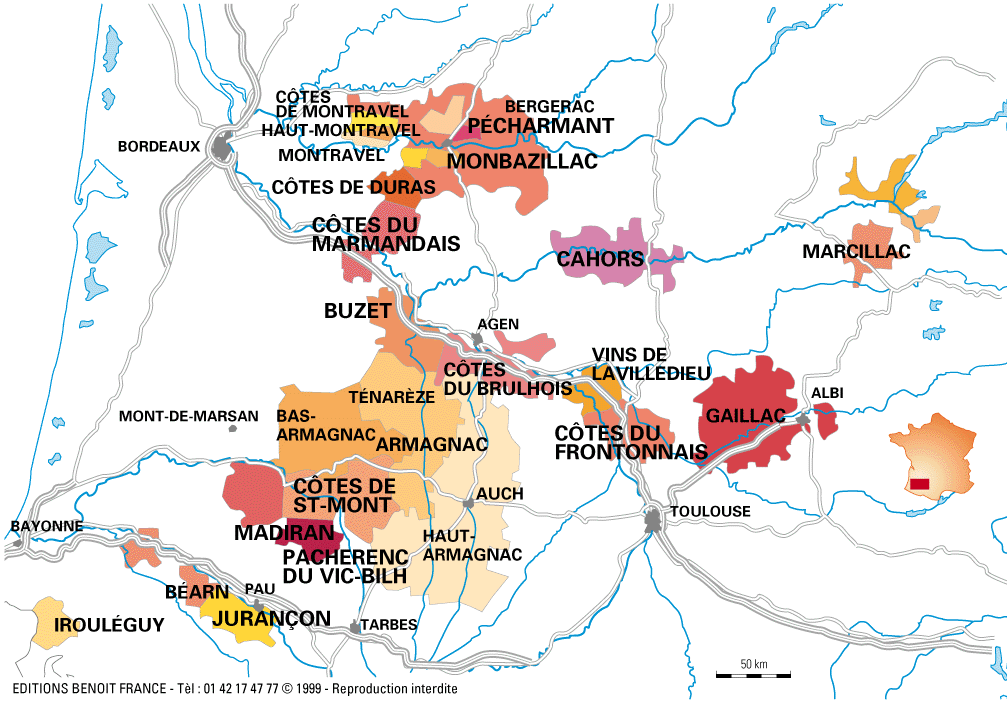 CÔTES
DE MONTRAVEL
HAUT-MONTRAVEL
MONTRAVEL
BERGERAC
PÉCHARMANT
BORDEAUX
MONBAZILLAC
CÔTES DE DURAS
CÔTES DU
MARMANDAIS
CAHORS
MARCILLAC
BUZET
AGEN
VINS DE
LAVILLEDIEU
CÔTES
DU BRULHOIS
TÉNARÈZE
ALBI
MONT-DE-MARSAN
BAS-
ARMAGNAC
ARMAGNAC
GAILLAC
CÔTES DU
FRONTONNAIS
CÔTES DE
ST-MONT
AUCH
TOULOUSE
BAYONNE
MADIRAN
PACHERENC
DU VIC-BILH
HAUT-
ARMAGNAC
BÉARN
PAU
JURANÇON
IROULÉGUY
TARBES
50 km
EDITIONS BENOIT FRANCE - Tèl : 01 42 17 47 77 © 1999 - Reproduction interdite